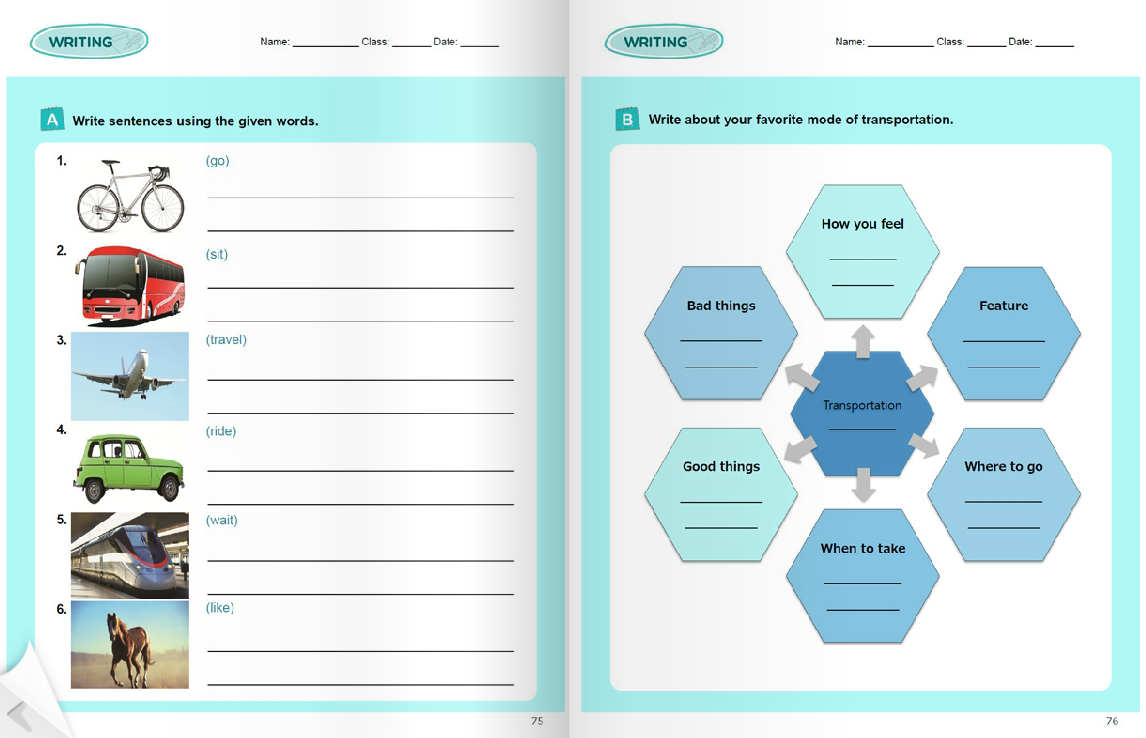 WRITING
Name: ____________ Class: _______ Date: _______
A Write sentences using the given words.
1. (go)
2. (sit)
3. (travel)
4. (ride)
5. (wait)
6. (like)
75
WRITING
Name: ____________ Class: _______ Date: _______
B Write about your favorite mode of transportation.
How you feel
Bad things
Feature
Transportation
Good things
Where to go
When to take
76